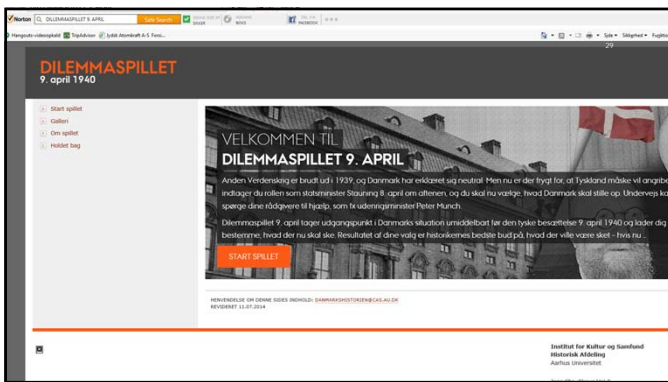 Norton
DILEMMASPILLET 9. APRIL
Safe Search
Hangouts-videoopkald TripAdvisor Jydsk Atsmkraft A-S Fersl...
Side Sikkerhed Funktion
29
DILEMMASPILLET
9. april 1940
Start spillet
Galleri
Om spillet
Holdet bag
VELKOMMEN TIL
DILEMMASPILLET 9. APRIL
Anden Verdenskrig er brudt ud i 1939, og Danmark har erklæret sig neutral. Men nu er der frygt for, at Tyskland måske vil angribe
indtager du rollen som statsminister Stauning 8. april om aftenen, og du skal nu vælge, hvad Danmark skal stille op. Undervejs ka
spørge dine rådgivere til hjælp, som fx udenrigsminister Peter Munch.
Dilemmaspillet 9. april tager udgangspunkt i Danmarks situation umiddelbart før den tyske besættelse 9. april 1940 og lader dig
bestemme, hvad der nu skal ske. Resultatet af dine valg er historikernes bedste bud på, hvad der ville være sket - hvis nu ...
START SPILLET
HENVENDELSE OM DENNE SIDES INDHOLD: DANMARKSHISTORIEN@CAS.AU.DK
REVIDERET 11.07.2014
Institut for Kultur og Samfund
Historisk Afdeling
Aarhus Universitet